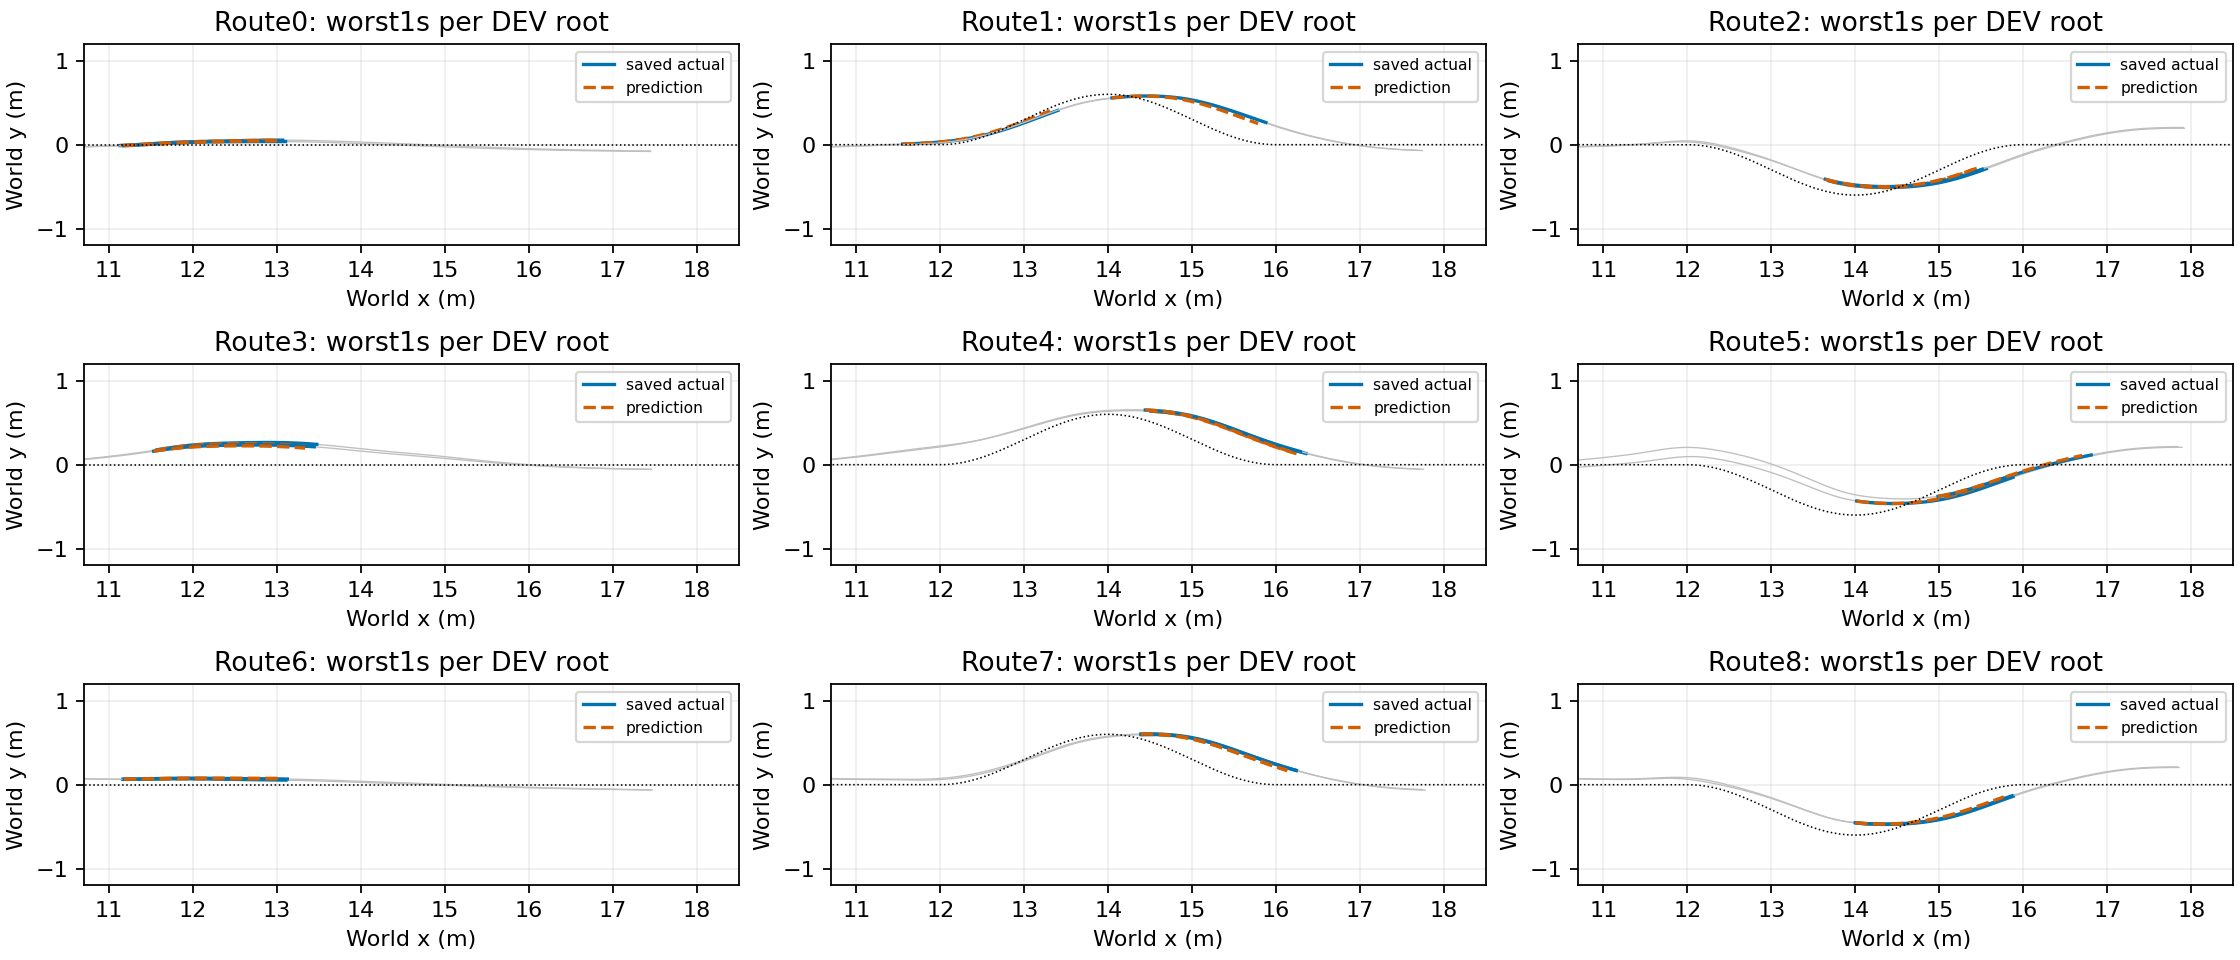 Route0: worst1s per DEV root
World y (m)
1
0
−1
saved actual
prediction
11 12 13 14 15 16 17 18
World x (m)
Route1: worst1s per DEV root
World y (m)
1
0
−1
saved actual
prediction
11 12 13 14 15 16 17 18
World x (m)
Route2: worst1s per DEV root
World y (m)
1
0
−1
saved actual
prediction
11 12 13 14 15 16 17 18
World x (m)
Route3: worst1s per DEV root
World y (m)
1
0
−1
saved actual
prediction
11 12 13 14 15 16 17 18
World x (m)
Route4: worst1s per DEV root
World y (m)
1
0
−1
saved actual
prediction
11 12 13 14 15 16 17 18
World x (m)
Route5: worst1s per DEV root
World y (m)
1
0
−1
saved actual
prediction
11 12 13 14 15 16 17 18
World x (m)
Route6: worst1s per DEV root
World y (m)
1
0
−1
saved actual
prediction
11 12 13 14 15 16 17 18
World x (m)
Route7: worst1s per DEV root
World y (m)
1
0
−1
saved actual
prediction
11 12 13 14 15 16 17 18
World x (m)
Route8: worst1s per DEV root
World y (m)
1
0
−1
saved actual
prediction
11 12 13 14 15 16 17 18
World x (m)